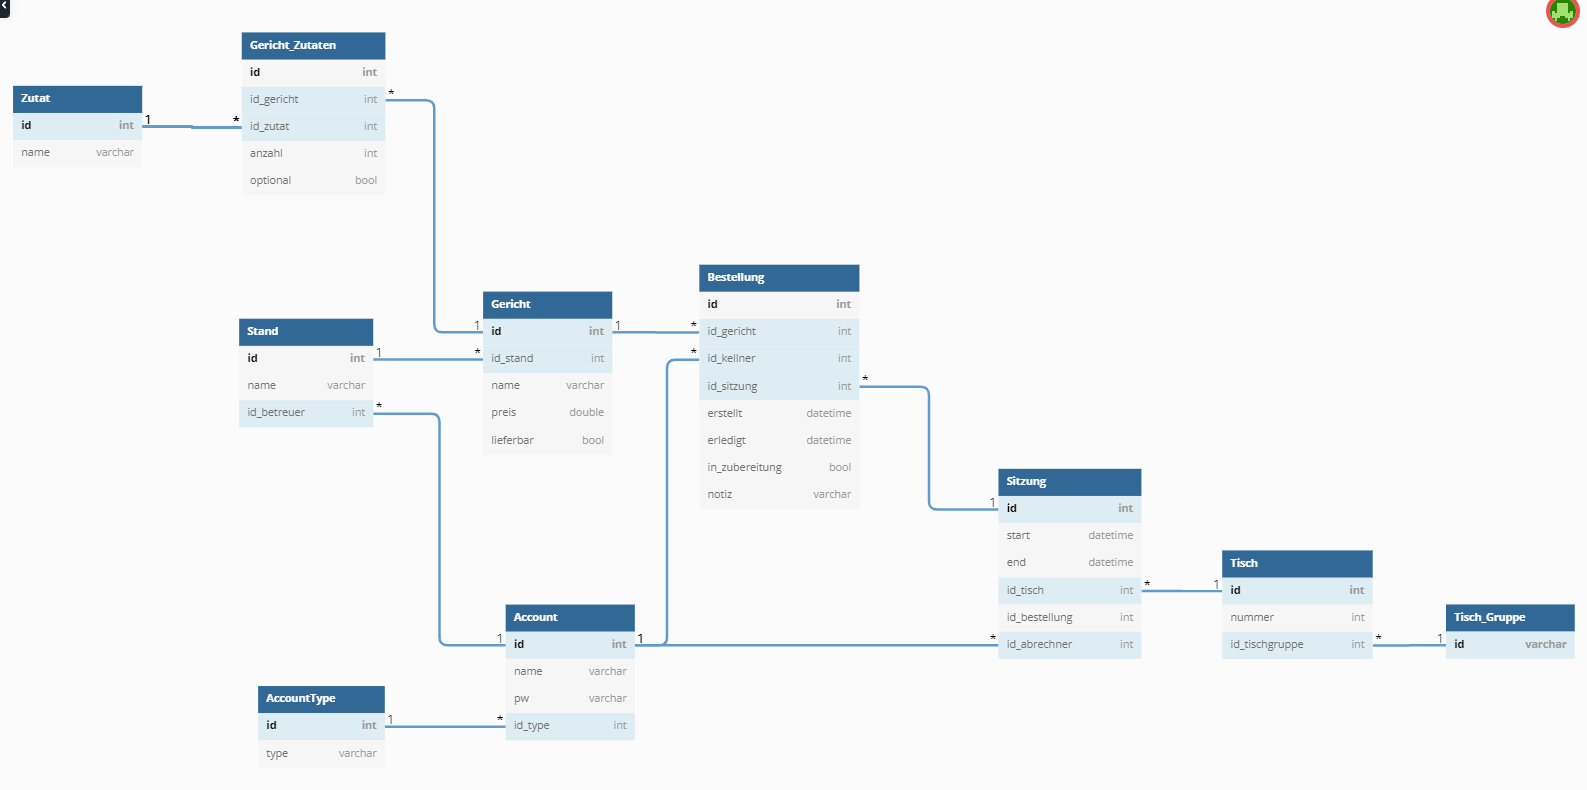 Gericht_Zutaten
id int
id_gericht int
id_zutat int
anzahl int
optional bool
*
*
Zutat
id int
name varchar
1
Stand
id int
name varchar
id_betreuer int
1
*
Gericht
id int
id_stand int
name varchar
preis double
lieferbar bool
1
*
1
Bestellung
id int
id_gericht int
id_kellner int
id_sitzung int
erstellt datetime
erledigt datetime
in_zubereitung bool
notiz varchar
*
*
*
Sitzung
id int
start datetime
end datetime
id_tisch int
id_bestellung int
id_abrechner int
1
*
*
Tisch
id int
nummer int
id_tischgruppe int
1
*
Tisch_Gruppe
id varchar
1
Account
id int
name varchar
pw varchar
id_type int
1
1
*
AccountType
id int
type varchar
1